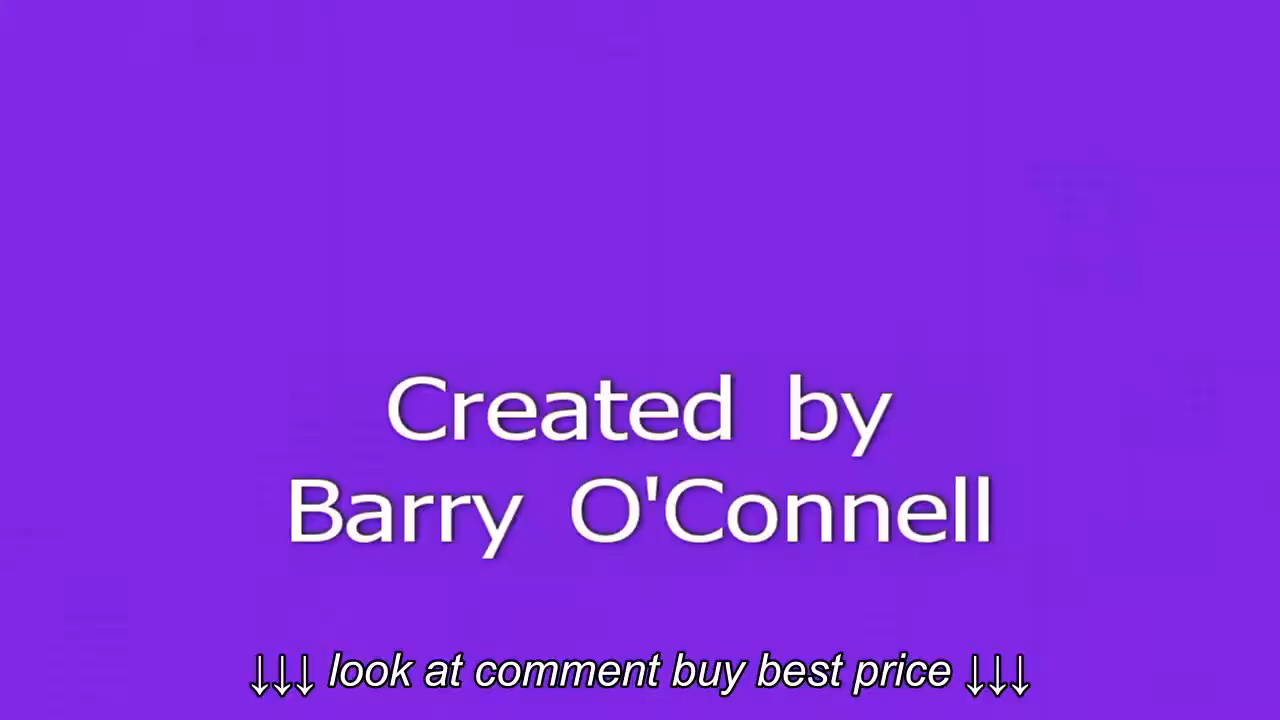 Created by
Barry O'Connell
↓↓↓ look at comment buy best price ↓↓↓